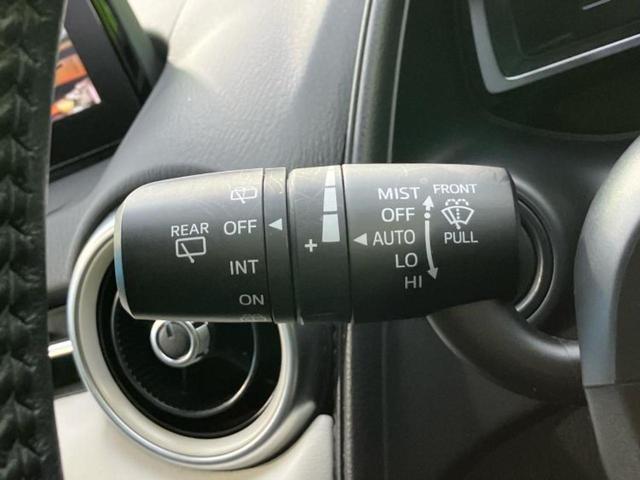 REAR
OFF
INT
ON
+
MIST
OFF
AUTO
LO
HI
FRONT
PULL